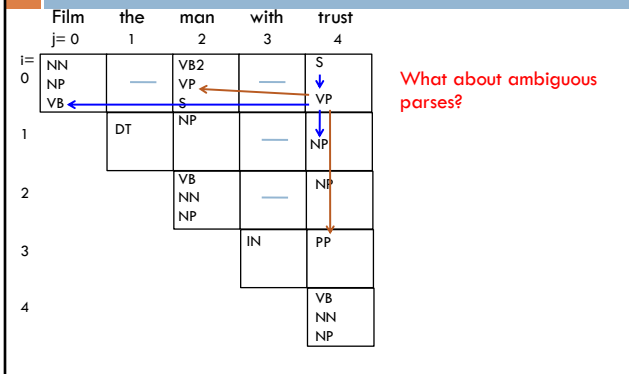 Film the man with trust
j= 0 1 2 3 4
i=
0
NN VB2 S
NP VP
VB S VP
What about ambiguous
parses?
1
DT NP NP
2
VB NP
NN
NP
3
IN PP
4
VB
NN
NP